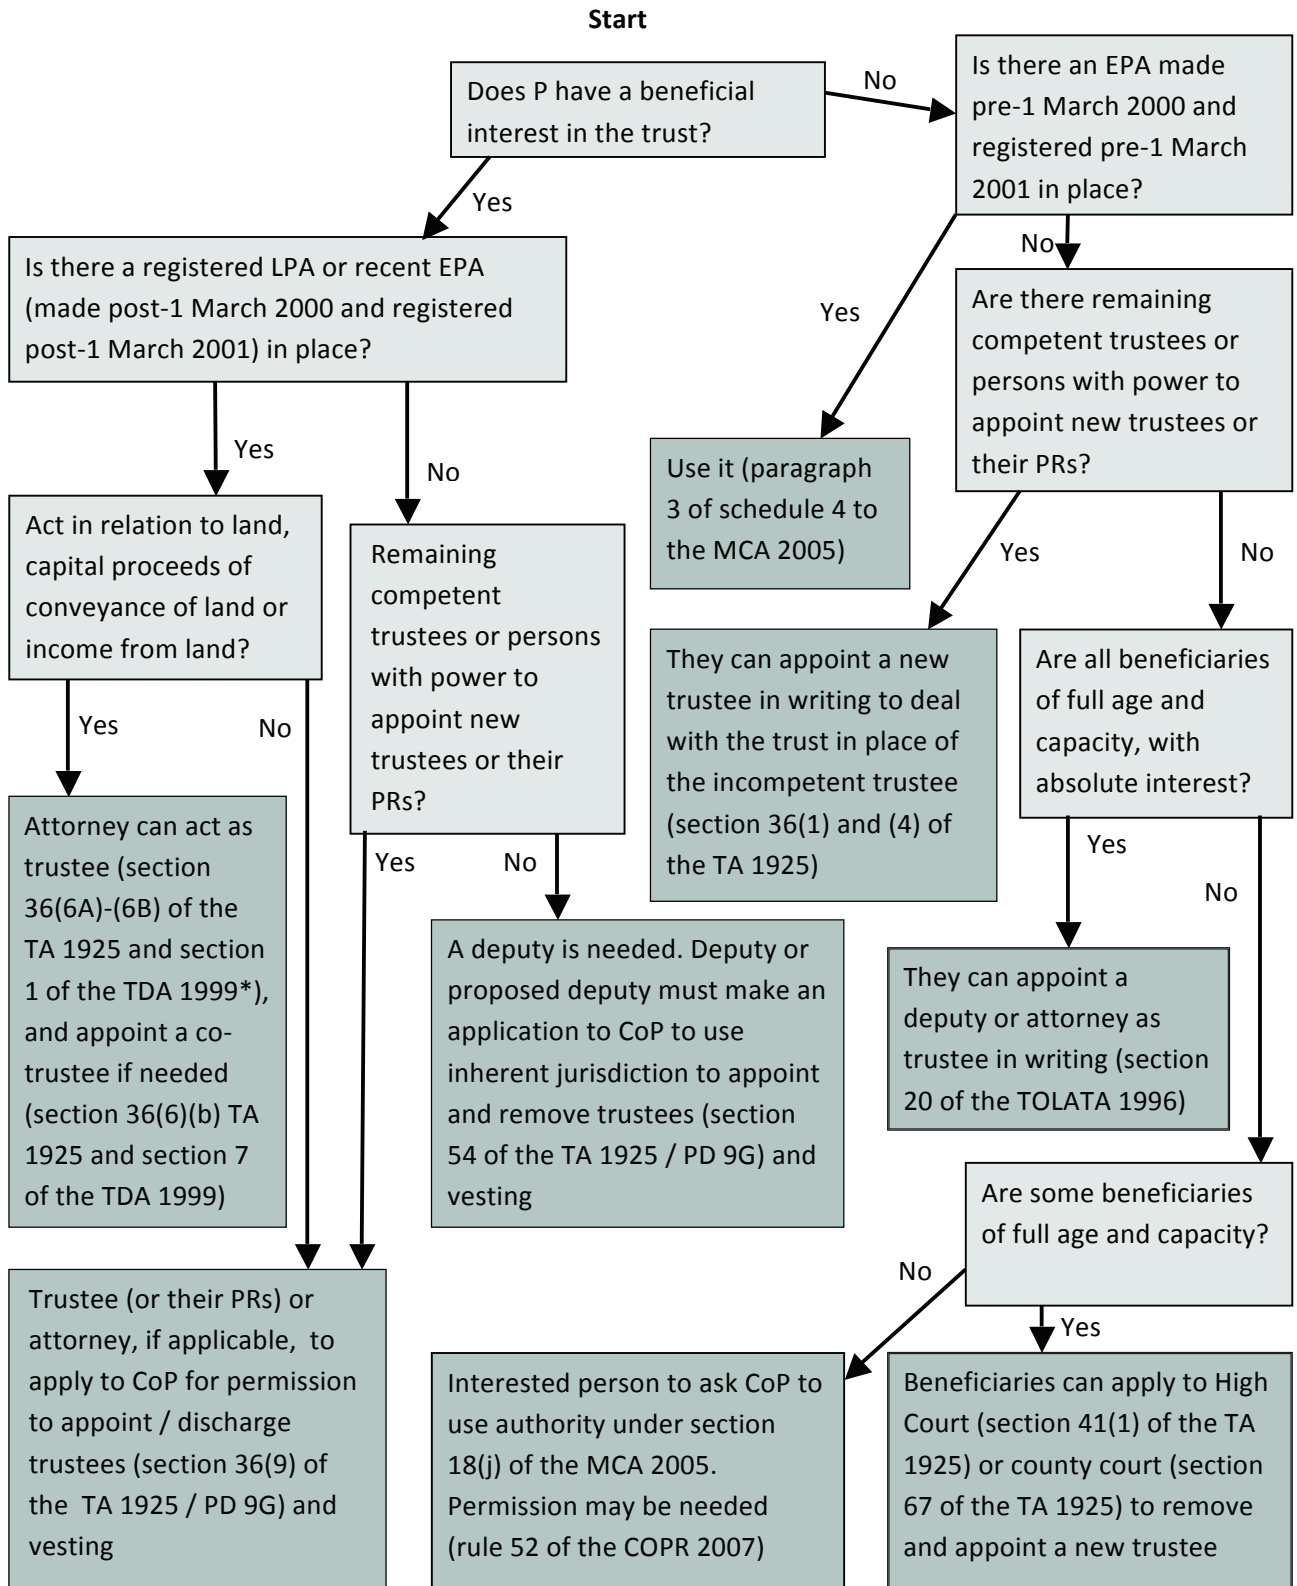 Start
Does P have a beneficial
interest in the trust?
No
Is there an EPA made
pre-1 March 2000 and
registered pre-1 March
2001 in place?
Yes
Is there a registered LPA or recent EPA
(made post-1 March 2000 and registered
post-1 March 2001) in place?
No
Yes
Are there remaining
competent trustees or
persons with power to
appoint new trustees or
their PRs?
Yes
No
Use it (paragraph
3 of schedule 4 to
the MCA 2005)
Act in relation to land,
capital proceeds of
conveyance of land or
income from land?
Remaining
competent
trustees or persons
with power to
appoint new
trustees or their
PRs?
Yes
No
They can appoint a new
trustee in writing to deal
with the trust in place of
the incompetent trustee
(section 36(1) and (4) of
the TA 1925)
Are all beneficiaries
of full age and
capacity, with
absolute interest?
Yes
No
Attorney can act as
trustee (section
36(6A)-(6B) of the
TA 1925 and section
1 of the TDA 1999*),
and appoint a co-
trustee if needed
(section 36(6)(b) TA
1925 and section 7
of the TDA 1999)
Yes
No
Yes
No
A deputy is needed. Deputy or
proposed deputy must make an
application to CoP to use
inherent jurisdiction to appoint
and remove trustees (section
54 of the TA 1925 / PD 9G) and
vesting
They can appoint a
deputy or attorney as
trustee in writing (section
20 of the TOLATA 1996)
Are some beneficiaries
of full age and capacity?
No
Yes
Trustee (or their PRs) or
attorney, if applicable, to
apply to CoP for permission
to appoint / discharge
trustees (section 36(9) of
the TA 1925 / PD 9G) and
vesting
Interested person to ask CoP to
use authority under section
18(j) of the MCA 2005.
Permission may be needed
(rule 52 of the COPR 2007)
Beneficiaries can apply to High
Court (section 41(1) of the TA
1925) or county court (section
67 of the TA 1925) to remove
and appoint a new trustee